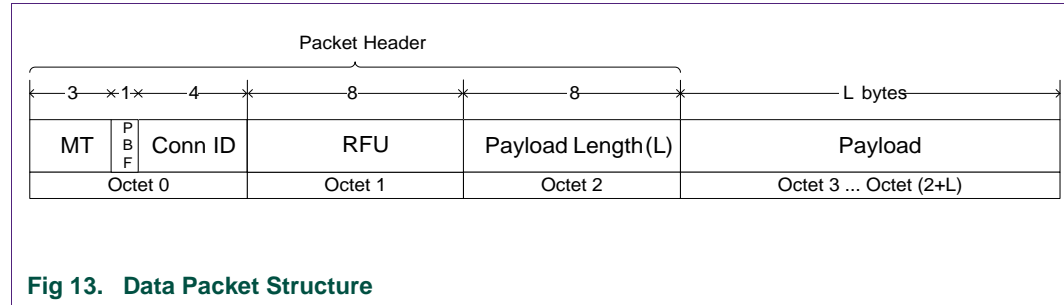 Packet Header
3 1 4 8 8 L bytes
MT PBF Conn ID RFU Payload Length(L) Payload
Octet 0 Octet 1 Octet 2 Octet 3 ... Octet (2+L)
Fig 13. Data Packet Structure